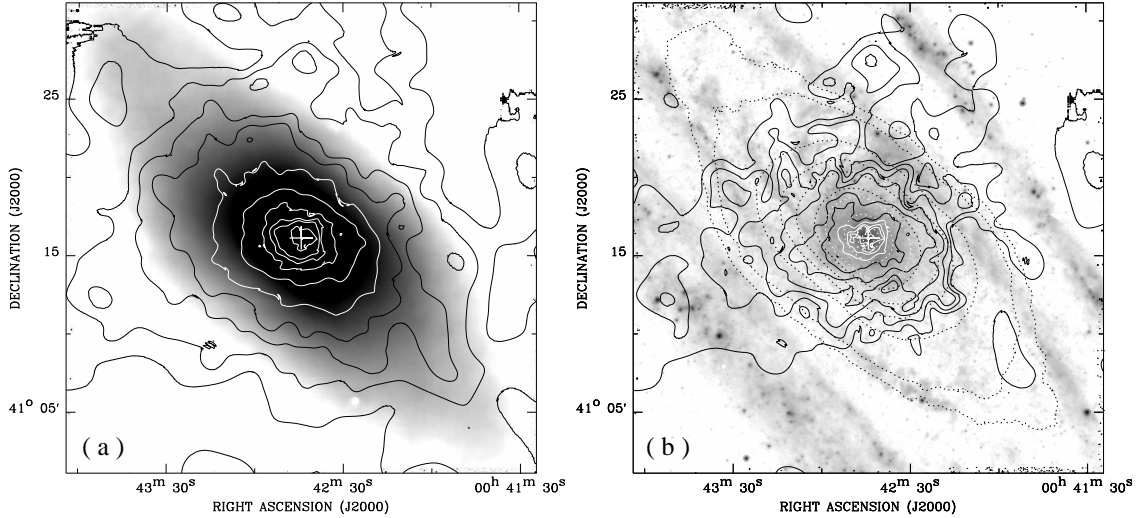 25
15
41° 05'
DECLINATION (J2000)
( a )
43ᵐ 30ˢ
42ᵐ 30ˢ
00ʰ 41ᵐ 30ˢ
RIGHT ASCENSION (J2000)
25
15
41° 05'
DECLINATION (J2000)
( b )
43ᵐ 30ˢ
42ᵐ 30ˢ
00ʰ 41ᵐ 30ˢ
RIGHT ASCENSION (J2000)